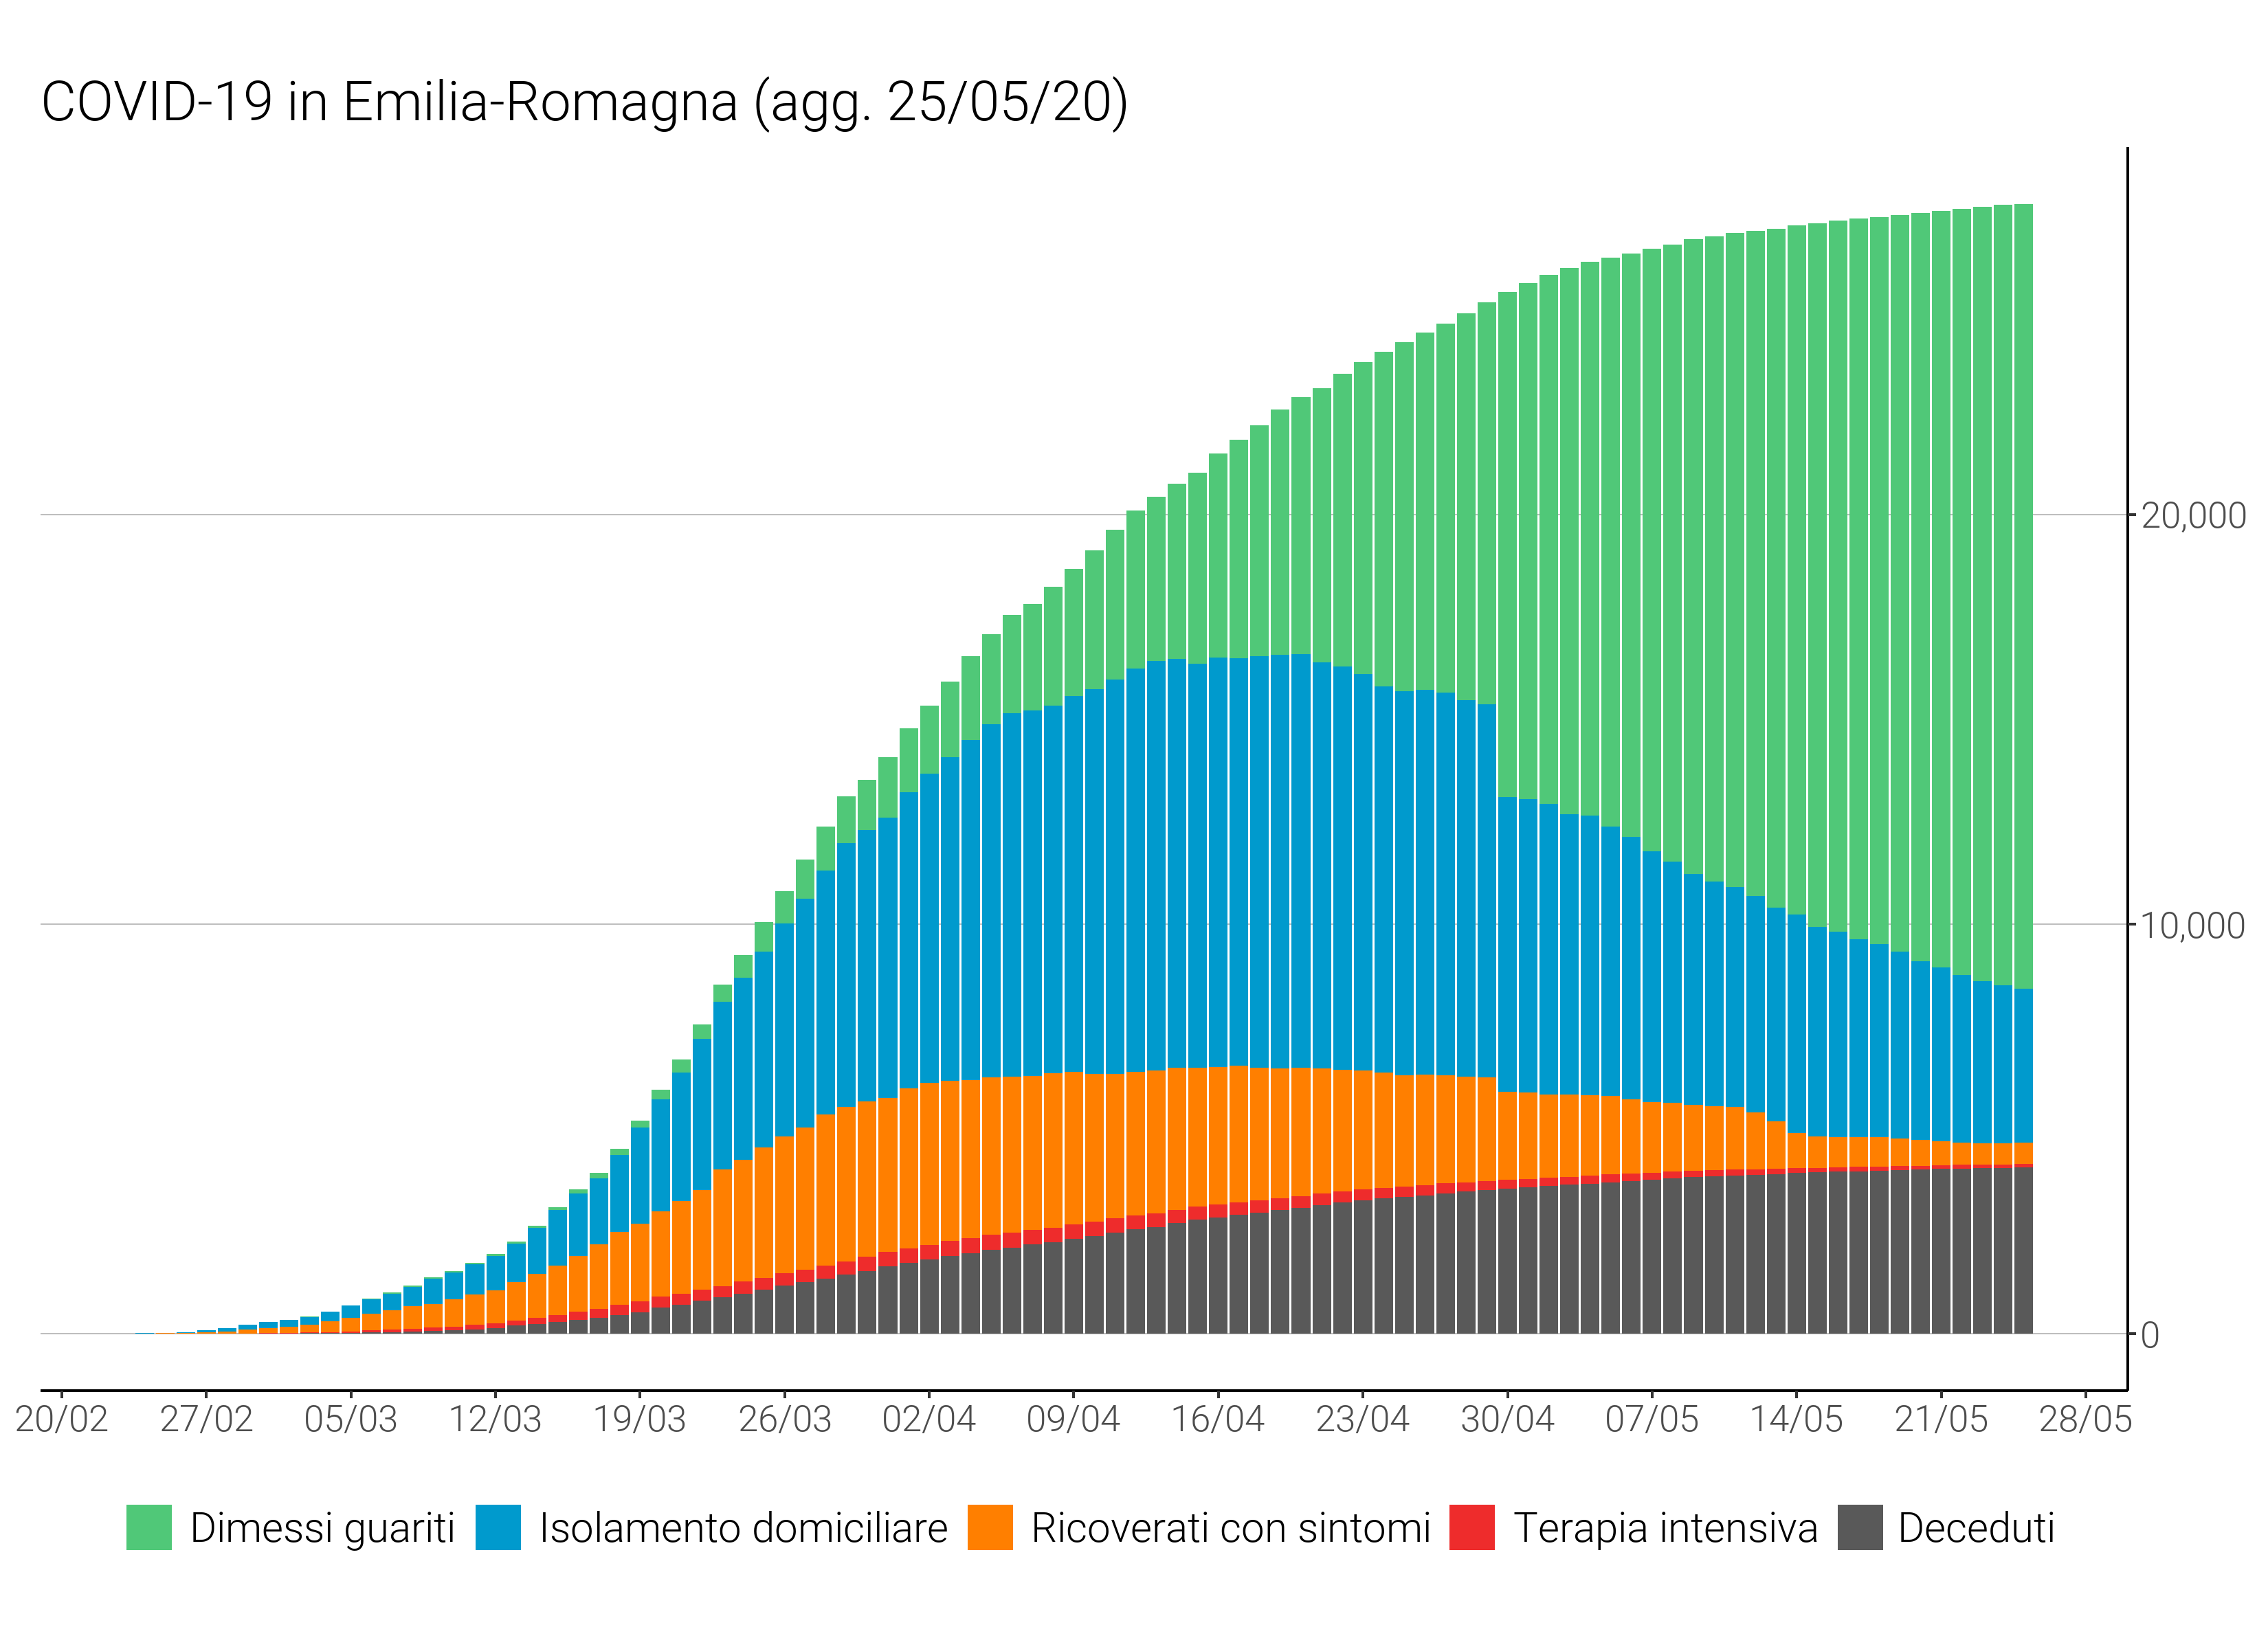 COVID-19 in Emilia-Romagna (agg. 25/05/20)
20,000
10,000
0
20/02 27/02 05/03 12/03 19/03 26/03 02/04 09/04 16/04 23/04 30/04 07/05 14/05 21/05 28/05
Dimessi guariti Isolamento domiciliare Ricoverati con sintomi Terapia intensiva Deceduti